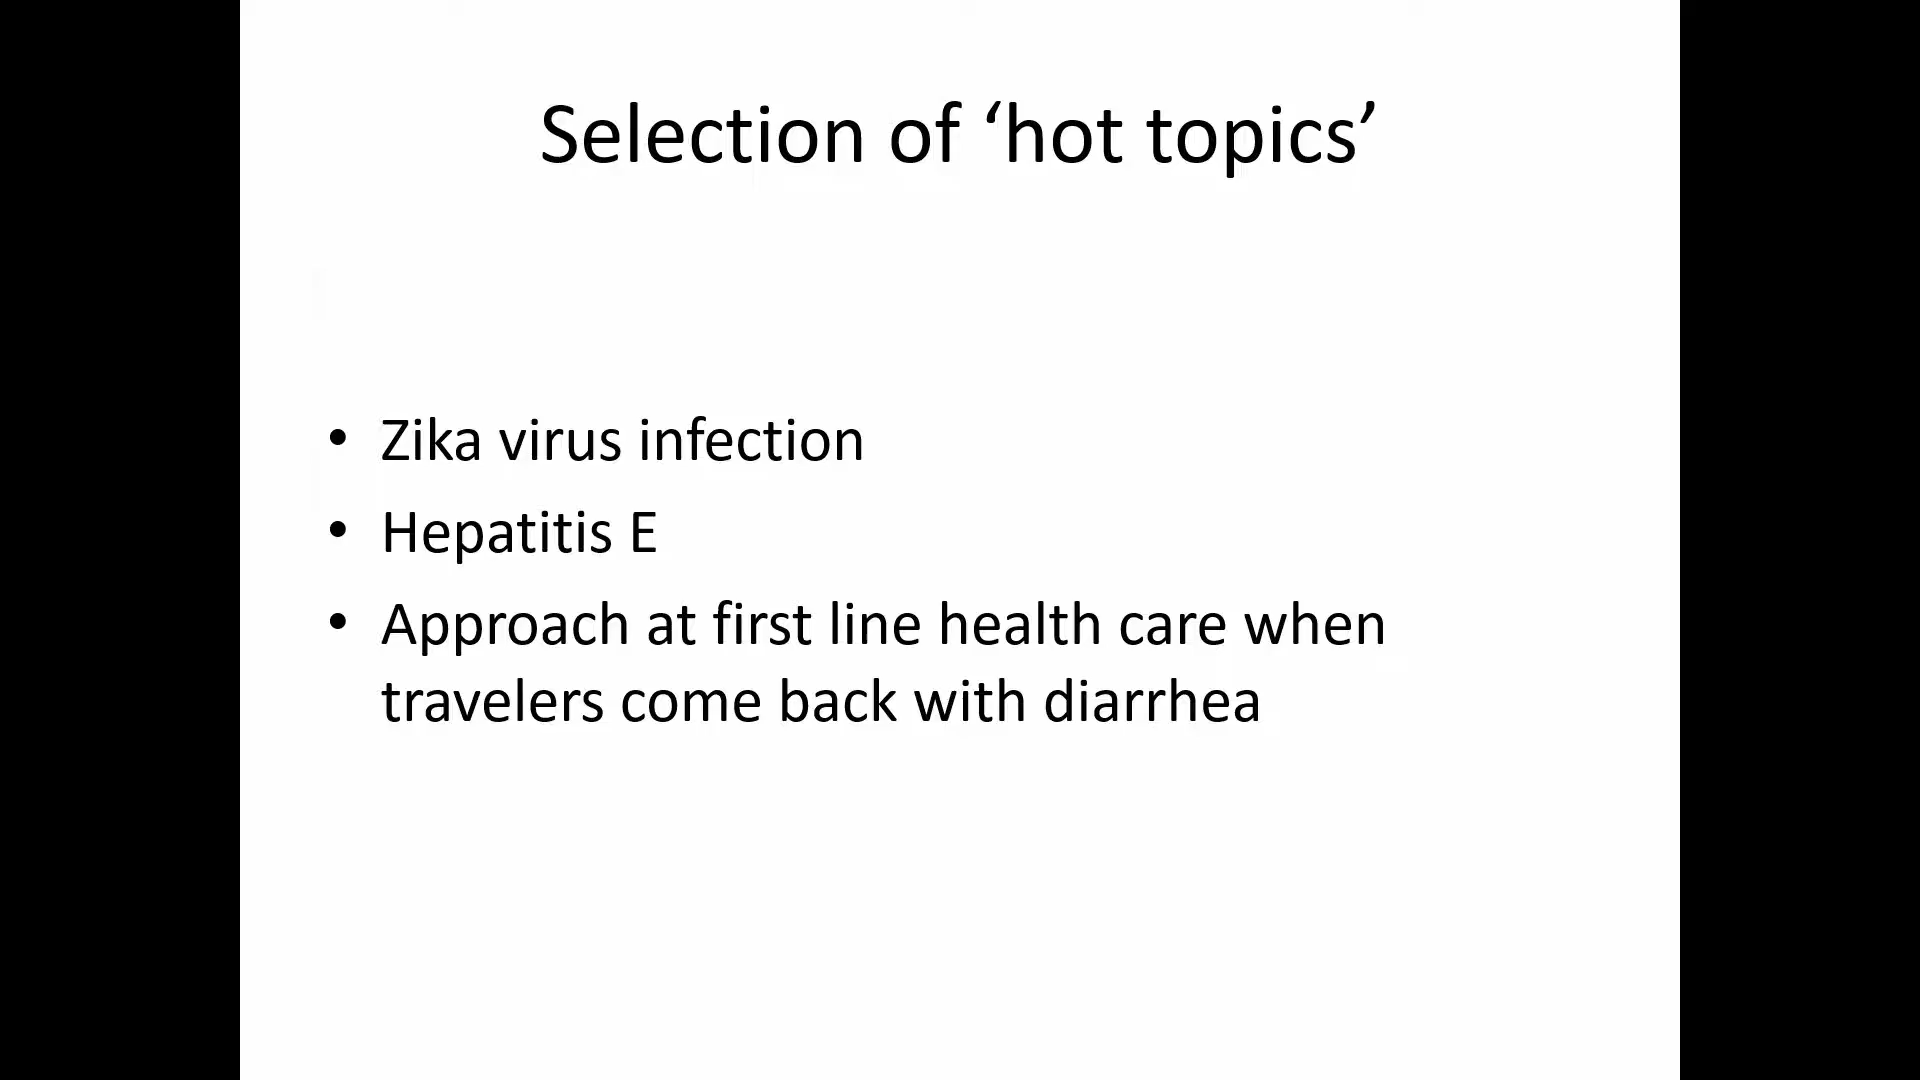 Selection of ‘hot topics’
• Zika virus infection
• Hepatitis E
• Approach at first line health care when
travelers come back with diarrhea